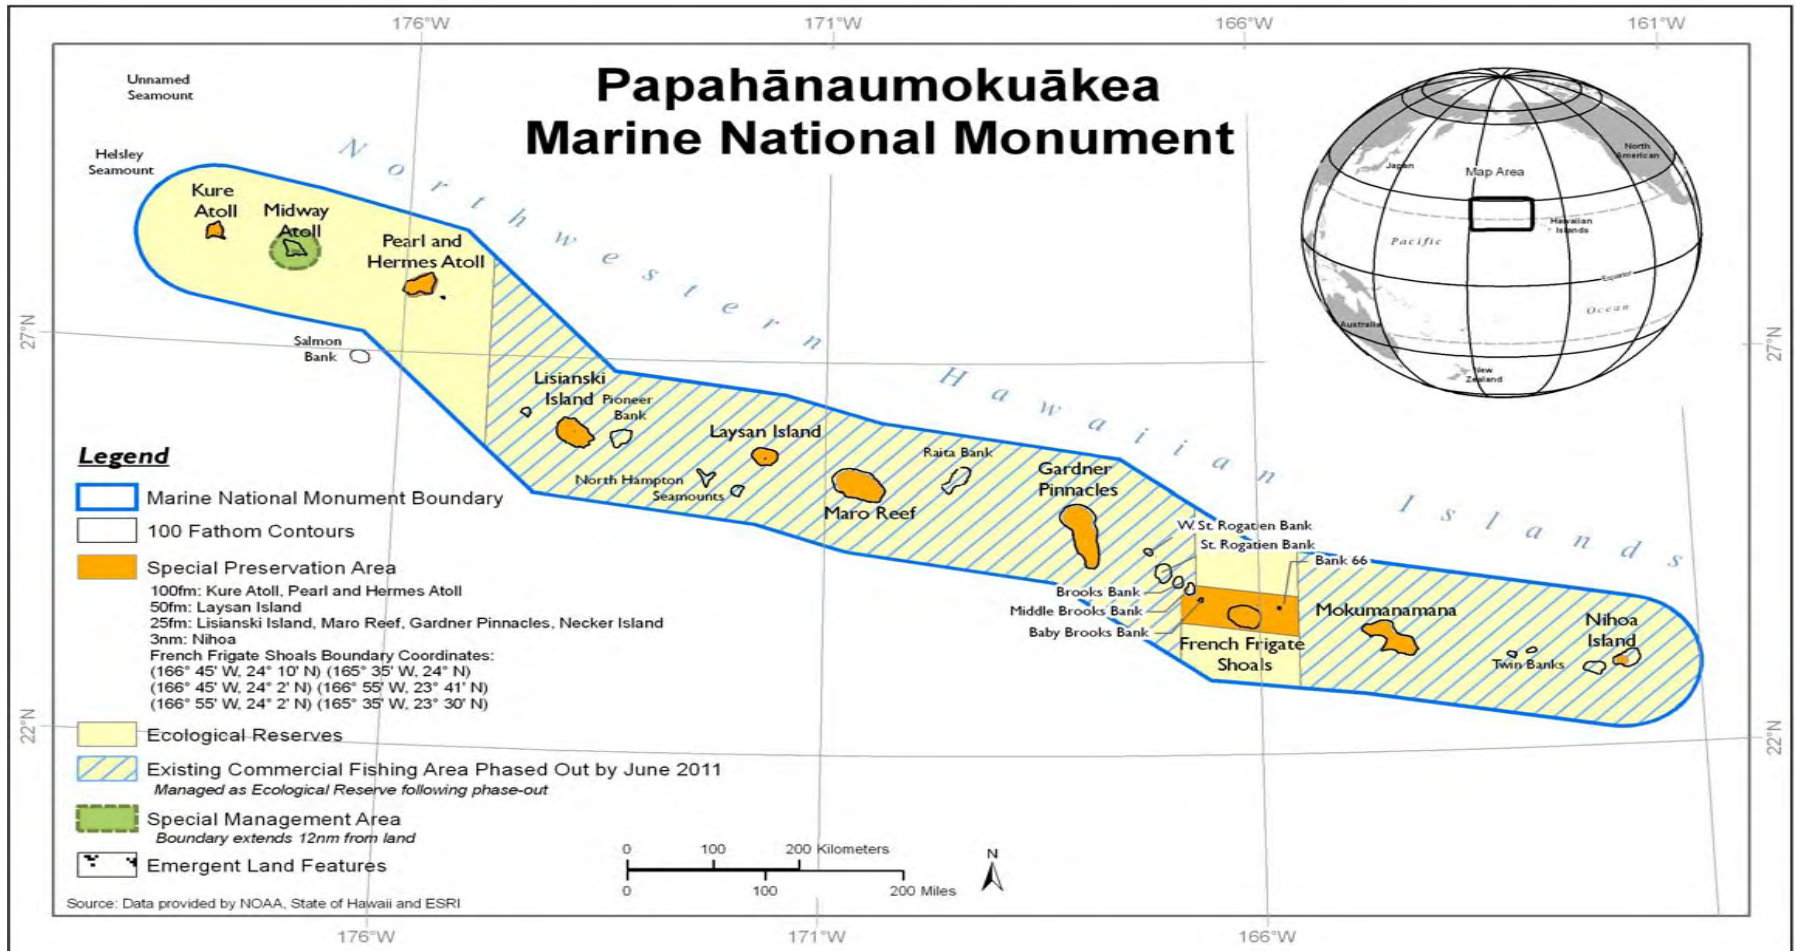 176°W
171°W
166°W
161°W
Papahānaumokuākea
Marine National Monument
Unnamed
Seamount
Helsley
Seamount
Kure
Atoll
Midway
Atoll
Pearl and
Hermes Atoll
Northwestern Hawaiian Islands
North
American
Japan
Map Area
Hawaiian
Islands
Pacific
Equator
Ocean
Australia
New
Zealand
27°N
27°N
Salmon
Bank
Lisianski
Island
Pioneer
Bank
Laysan Island
North Hampton
Seamounts
Maro Reef
Raita Bank
Gardner
Pinnacles
W. St. Rogatien Bank
St. Rogatien Bank
Bank 66
Brooks Bank
Middle Brooks Bank
Baby Brooks Bank
French Frigate
Shoals
Mokumanamana
Nihoa
Island
Twin Banks
Legend
Marine National Monument Boundary
100 Fathom Contours
Special Preservation Area
100fm: Kure Atoll, Pearl and Hermes Atoll
50fm: Laysan Island
25fm: Lisianski Island, Maro Reef, Gardner Pinnacles, Necker Island
3nm: Nihoa
French Frigate Shoals Boundary Coordinates:
(166° 45' W, 24° 10' N) (165° 35' W, 24° N)
(166° 45' W, 24° 2' N) (166° 55' W, 23° 41' N)
(166° 55' W, 24° 2' N) (165° 35' W, 23° 30' N)
22°N
22°N
Ecological Reserves
Existing Commercial Fishing Area Phased Out by June 2011
Managed as Ecological Reserve following phase-out
Special Management Area
Boundary extends 12nm from land
Emergent Land Features
0 100 200 Kilometers
0 100 200 Miles
N
Source: Data provided by NOAA, State of Hawaii and ESRI
176°W
171°W
166°W